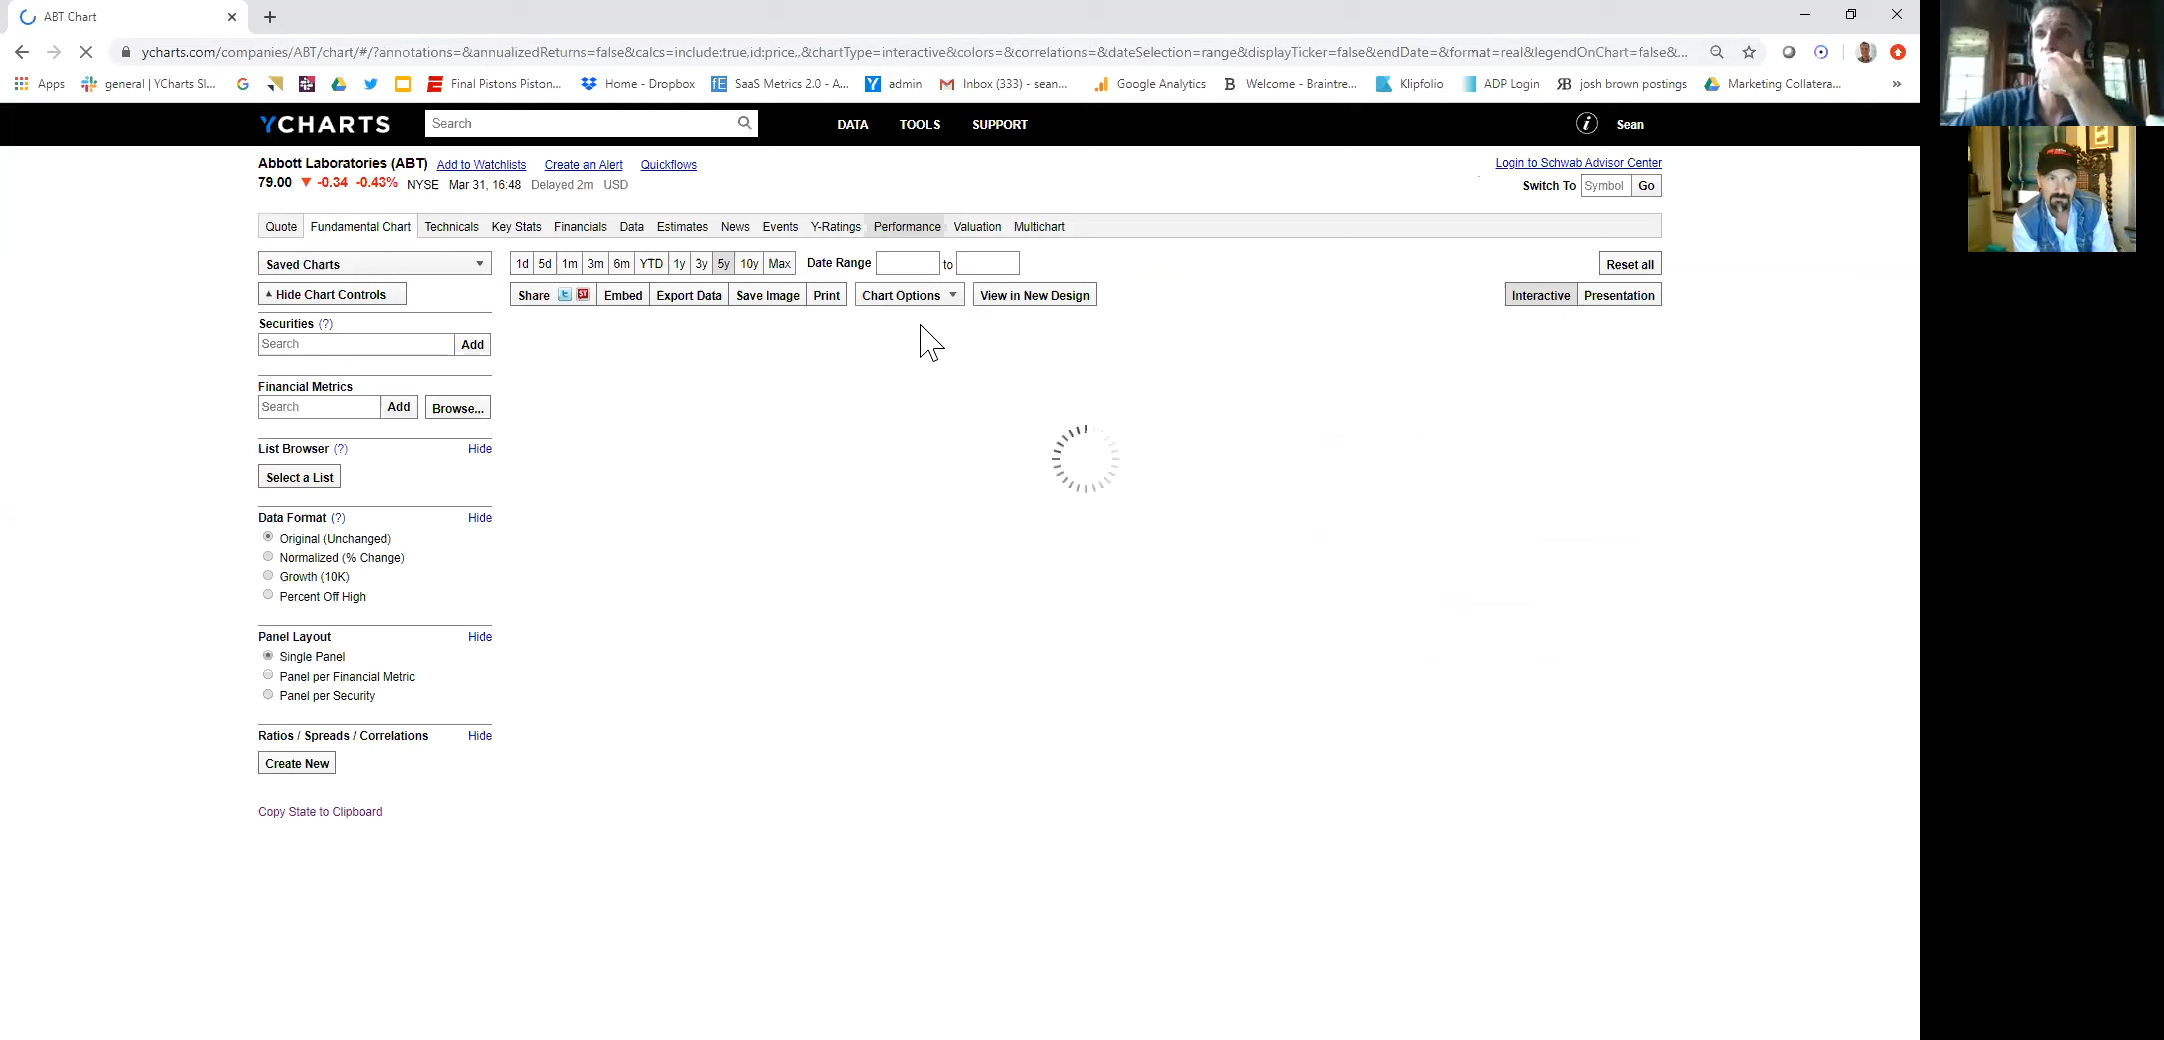 ABT Chart
ycharts.com/companies/ABT/chart/#/?annotations=&annualizedReturns=false&calcs=include:true,id:price,,&chartType=interactive&colors=&correlations=&dateSelection=range&displayTicker=false&endDate=&format=real&legendOnChart=false&...
Apps general | YCharts Sl... Final Pistons Piston... Home - Dropbox SaaS Metrics 2.0 - A... admin Inbox (333) - sean... Google Analytics Welcome - Braintre... Klipfolio ADP Login josh brown postings Marketing Collatera... »
YCHARTS Search DATA TOOLS SUPPORT Sean
Abbott Laboratories (ABT) Add to Watchlists Create an Alert Quickflows Login to Schwab Advisor Center
79.00 ▼ -0.34 -0.43% NYSE Mar 31, 16:48 Delayed 2m USD Switch To Symbol Go
Quote Fundamental Chart Technicals Key Stats Financials Data Estimates News Events Y-Ratings Performance Valuation Multichart
Saved Charts 1d 5d 1m 3m 6m YTD 1y 3y 5y 10y Max Date Range to Reset all
Hide Chart Controls Share Embed Export Data Save Image Print Chart Options View in New Design Interactive Presentation
Securities (?)
Search Add
Financial Metrics
Search Add Browse...
List Browser (?) Hide
Select a List
Data Format (?) Hide
Original (Unchanged)
Normalized (% Change)
Growth (10K)
Percent Off High
Panel Layout Hide
Single Panel
Panel per Financial Metric
Panel per Security
Ratios / Spreads / Correlations Hide
Create New
Copy State to Clipboard